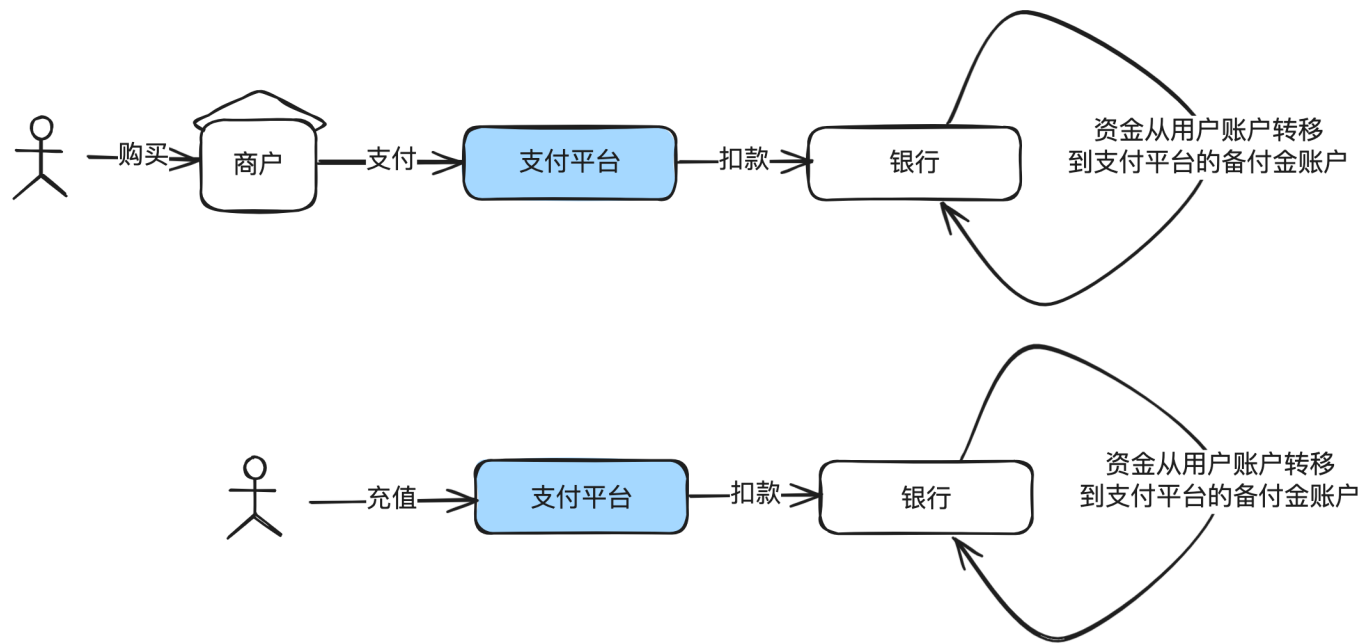 购买
商户
支付
支付平台
扣款
银行
资金从用户账户转移
到支付平台的备付金账户
充值
支付平台
扣款
银行
资金从用户账户转移
到支付平台的备付金账户